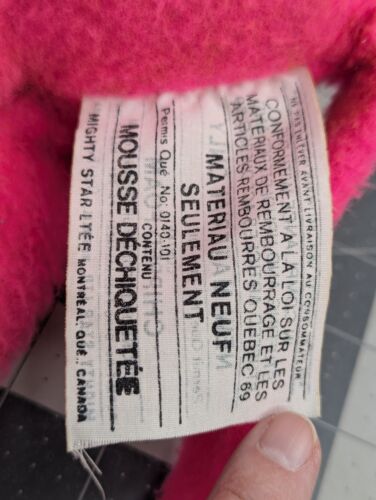 NE PAS ENLEVER AVANT LIVRAISON AU CONSOMMATEUR
CONFORMEMENT A LA LOI SUR LES
MATERIAUX DE REMBOURRAGE ET LES
ARTICLES REMBOURRES QUEBEC 69
MATERIAU NEUF
SEULEMENT
Permis Qué. No. 0140-101
CONTENU
MOUSSE DÉCHIQUETÉE
MIGHTY STAR LTÉE MONTRÉAL QUÉ., CANADA